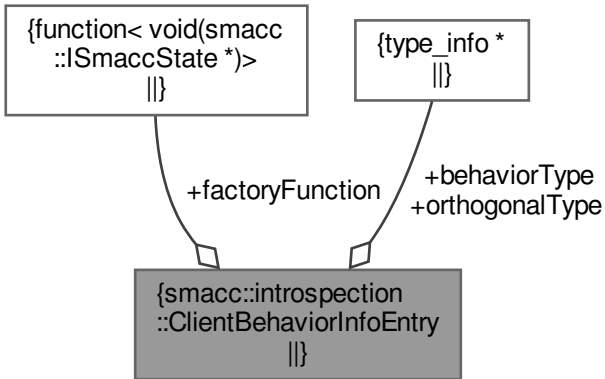 {function< void(smacc
::ISmaccState *)>
||}
{type_info *
||}
+factoryFunction
+behaviorType
+orthogonalType
{smacc::introspection
::ClientBehaviorInfoEntry
||}